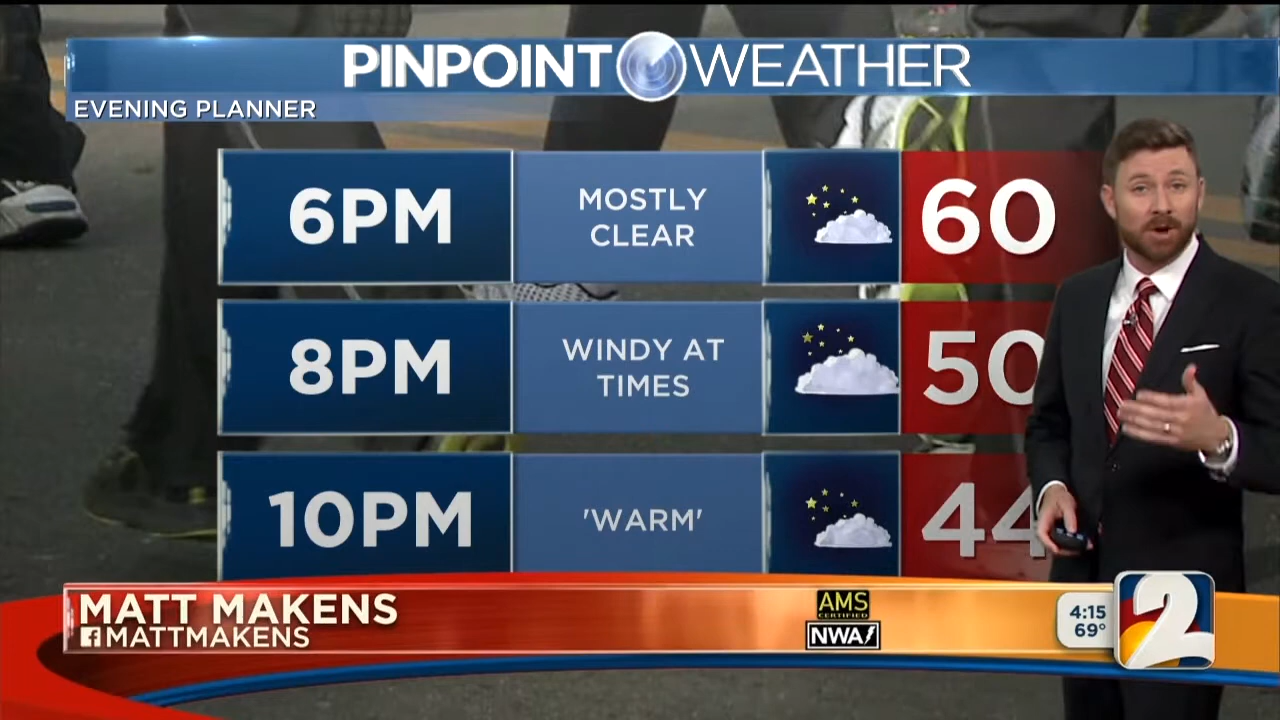 PINPOINT WEATHER
EVENING PLANNER
6PM
MOSTLY
CLEAR
60
8PM
WINDY AT
TIMES
50
10PM
'WARM'
44
MATT MAKENS
MATTMAKENS
AMS
CERTIFIED
NWA
4:15
69°
2